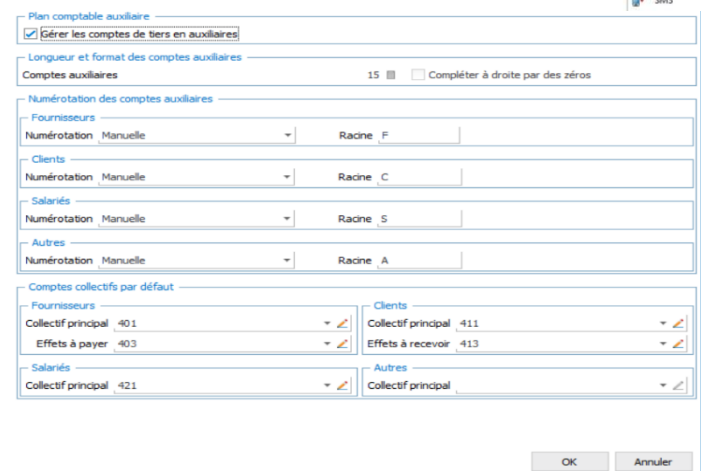 SMS
Plan comptable auxiliaire
Gérer les comptes de tiers en auxiliaires
Longueur et format des comptes auxiliaires
Comptes auxiliaires 15 Compléter à droite par des zéros
Numérotation des comptes auxiliaires
Fournisseurs
Numérotation Manuelle Racine F
Clients
Numérotation Manuelle Racine C
Salariés
Numérotation Manuelle Racine S
Autres
Numérotation Manuelle Racine A
Comptes collectifs par défaut
Fournisseurs Clients
Collectif principal 401 Collectif principal 411
Effets à payer 403 Effets à recevoir 413
Salariés Autres
Collectif principal 421 Collectif principal
OK Annuler